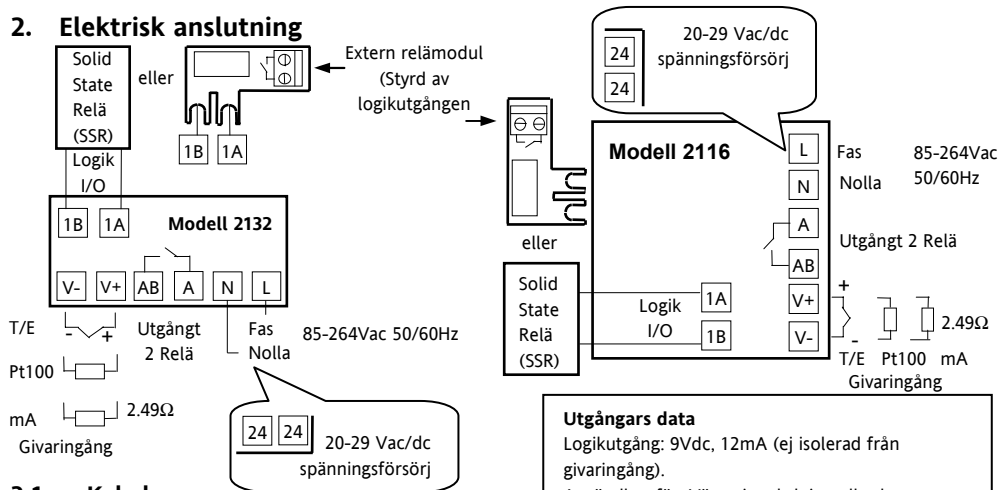 2. Elektrisk anslutning
Solid
State
Relä
(SSR)
eller
1B 1A
Extern relämodul
(Styrd av
logikutgången
Logik
I/O
1B 1A
Modell 2132
V- V+ AB A N L
T/E
- +
Utgångt
2 Relä
Fas
Nolla
85-264Vac 50/60Hz
Pt100
mA
2.49Ω
Givaringång
24 24
20-29 Vac/dc
spänningsförsörj
24
24
20-29 Vac/dc
spänningsförsörj
eller
Solid
State
Relä
(SSR)
Modell 2116
Logik
I/O
1A
1B
L
N
A
AB
V+
V-
Fas
Nolla
85-264Vac
50/60Hz
Utgångt 2 Relä
+
-
2.49Ω
T/E Pt100 mA
Givaringång
Utgångars data
Logikutgång: 9Vdc, 12mA (ej isolerad från
givaringång).